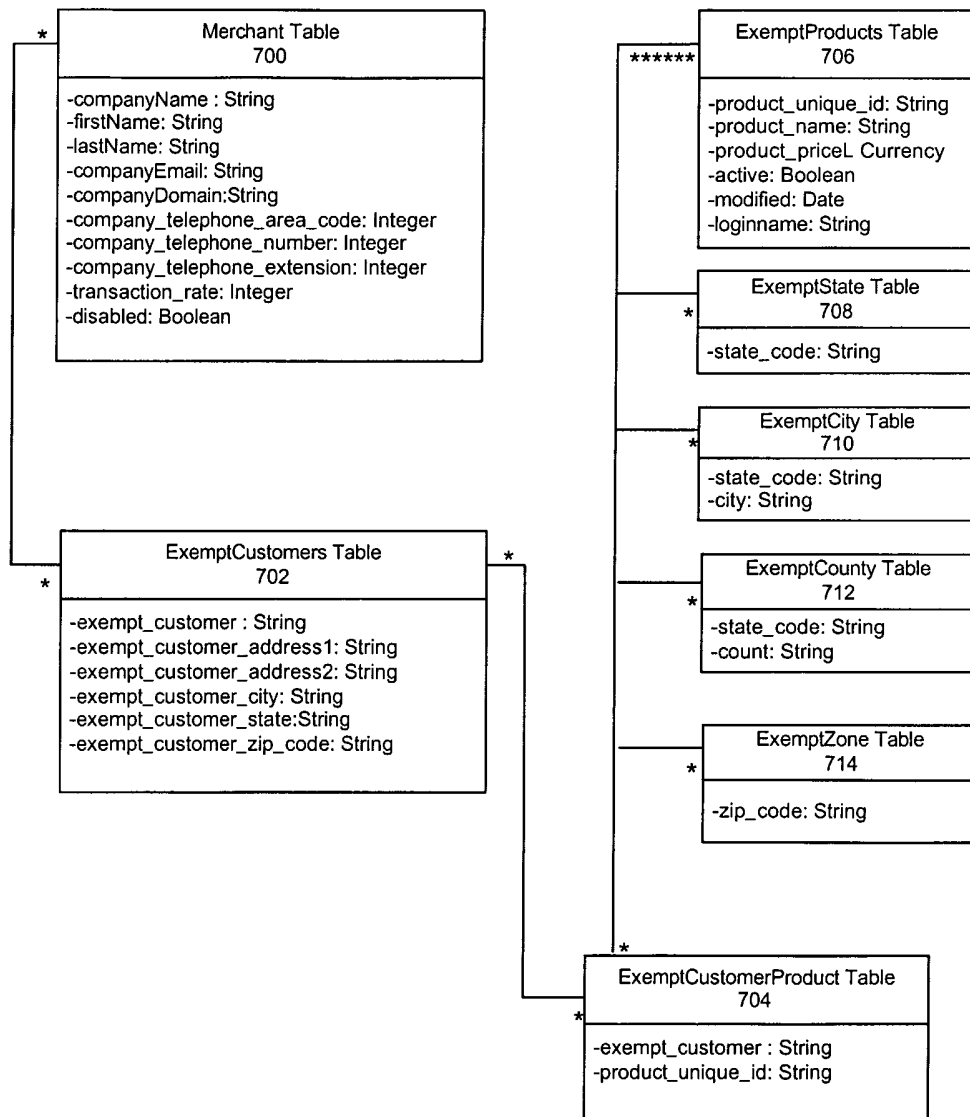 Merchant Table
700
-companyName : String
-firstName: String
-lastName: String
-companyEmail: String
-companyDomain:String
-company_telephone_area_code: Integer
-company_telephone_number: Integer
-company_telephone_extension: Integer
-transaction_rate: Integer
-disabled: Boolean
*
*
ExemptCustomers Table
702
-exempt_customer : String
-exempt_customer_address1: String
-exempt_customer_address2: String
-exempt_customer_city: String
-exempt_customer_state:String
-exempt_customer_zip_code: String
*
******
ExemptProducts Table
706
-product_unique_id: String
-product_name: String
-product_priceL Currency
-active: Boolean
-modified: Date
-loginname: String
*
ExemptState Table
708
-state_code: String
*
ExemptCity Table
710
-state_code: String
-city: String
*
ExemptCounty Table
712
-state_code: String
-count: String
*
ExemptZone Table
714
-zip_code: String
*
*
ExemptCustomerProduct Table
704
-exempt_customer : String
-product_unique_id: String